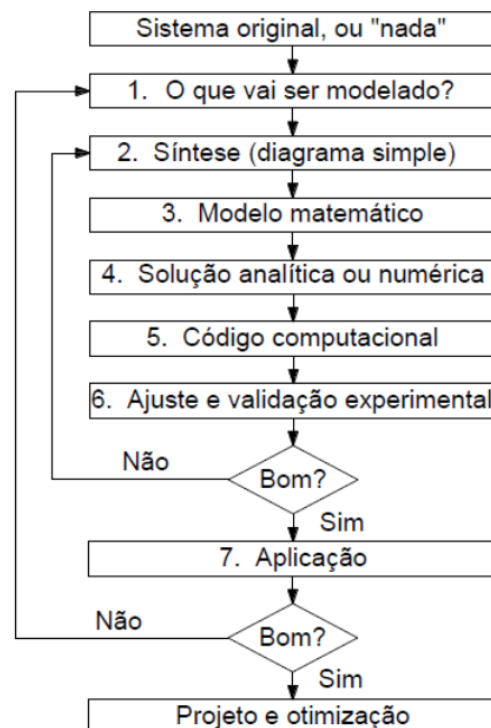 Sistema original, ou "nada"
1. O que vai ser modelado?
2. Síntese (diagrama simple)
3. Modelo matemático
4. Solução analítica ou numérica
5. Código computacional
6. Ajuste e validação experimental
Não
Bom?
Sim
7. Aplicação
Não
Bom?
Sim
Projeto e otimização